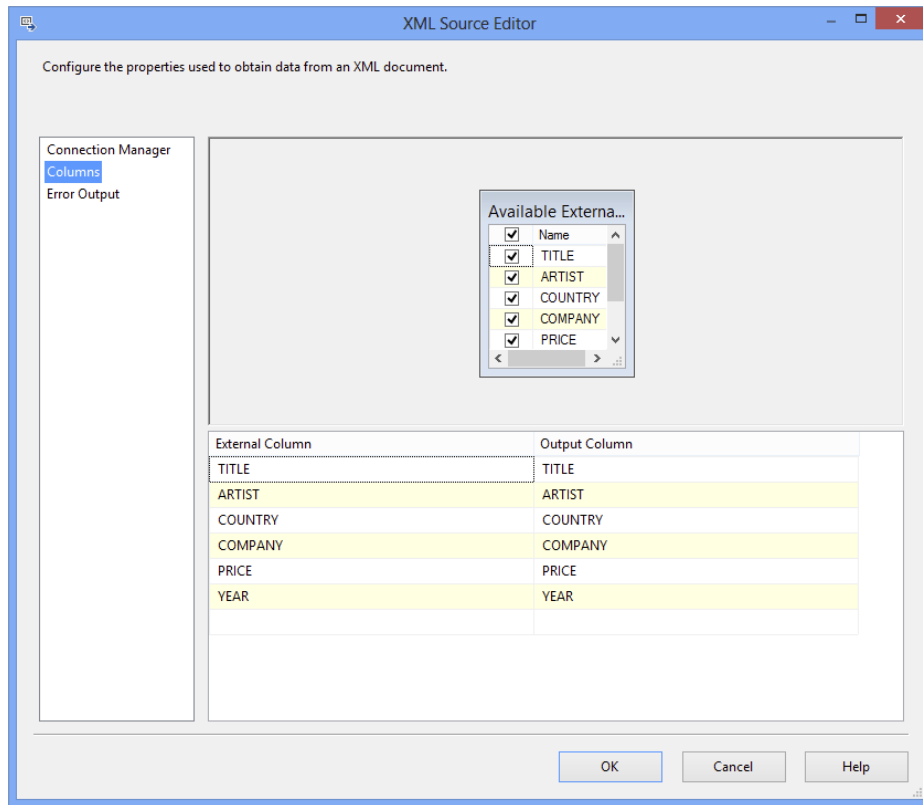 XML Source Editor
Configure the properties used to obtain data from an XML document.
Connection Manager
Columns
Error Output
Available Externa...
Name
TITLE
ARTIST
COUNTRY
COMPANY
PRICE
External Column Output Column
TITLE TITLE
ARTIST ARTIST
COUNTRY COUNTRY
COMPANY COMPANY
PRICE PRICE
YEAR YEAR
OK Cancel Help